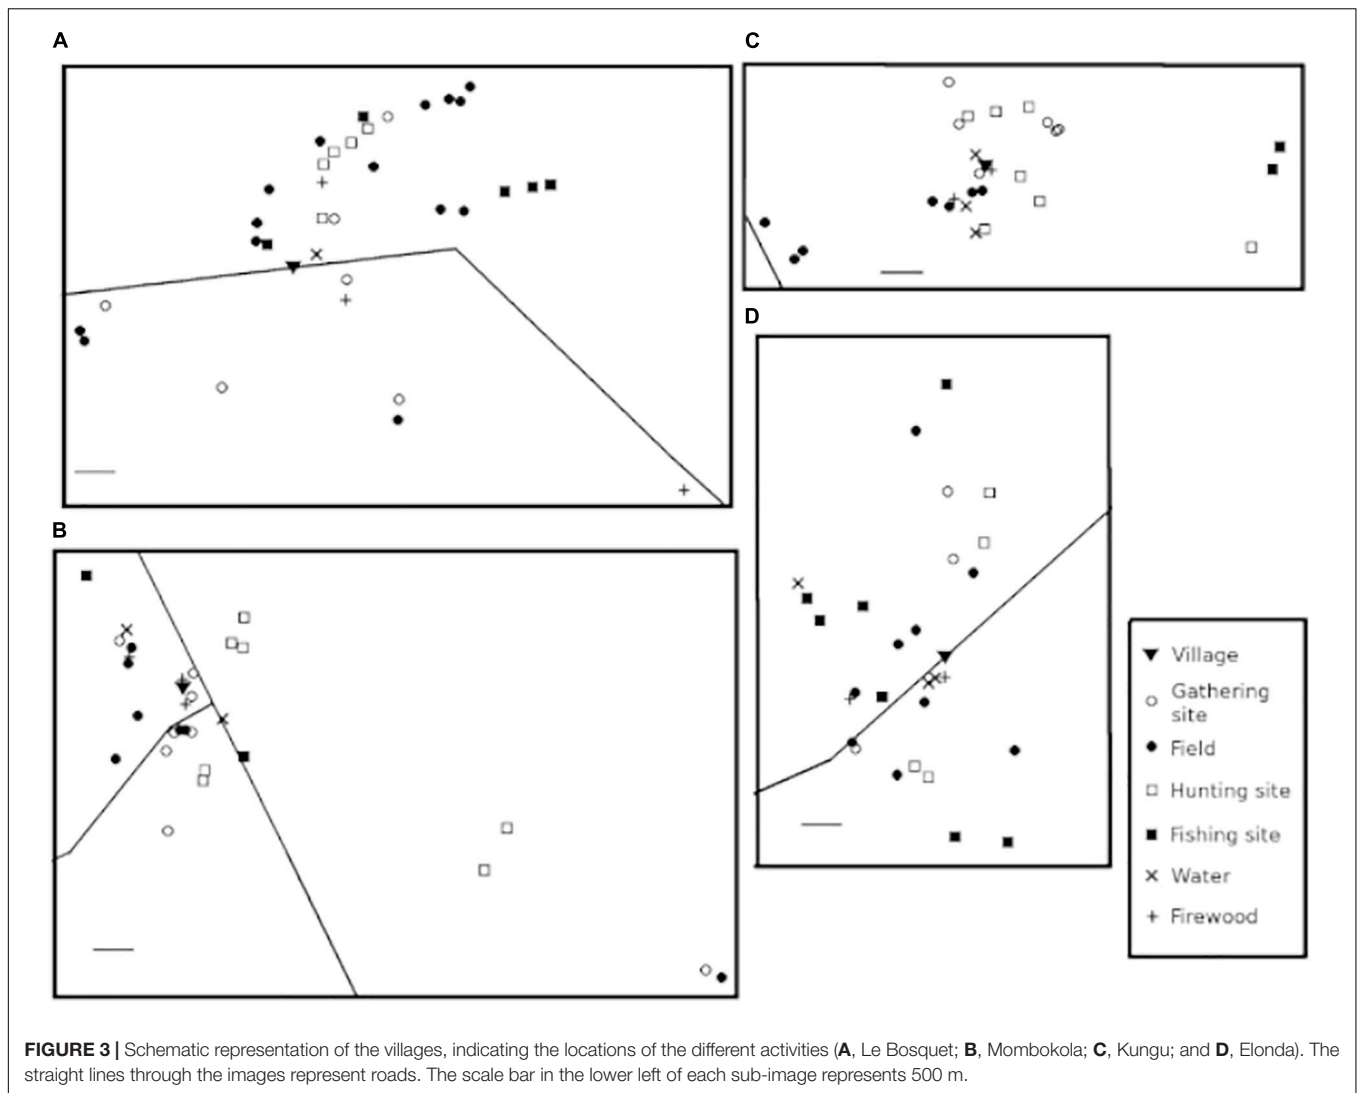 A
C
D
B
Village
Gathering
site
Field
Hunting site
Fishing site
Water
Firewood
FIGURE 3 | Schematic representation of the villages, indicating the locations of the different activities (A, Le Bosquet; B, Mombokola; C, Kungu; and D, Elonda). The
straight lines through the images represent roads. The scale bar in the lower left of each sub-image represents 500 m.